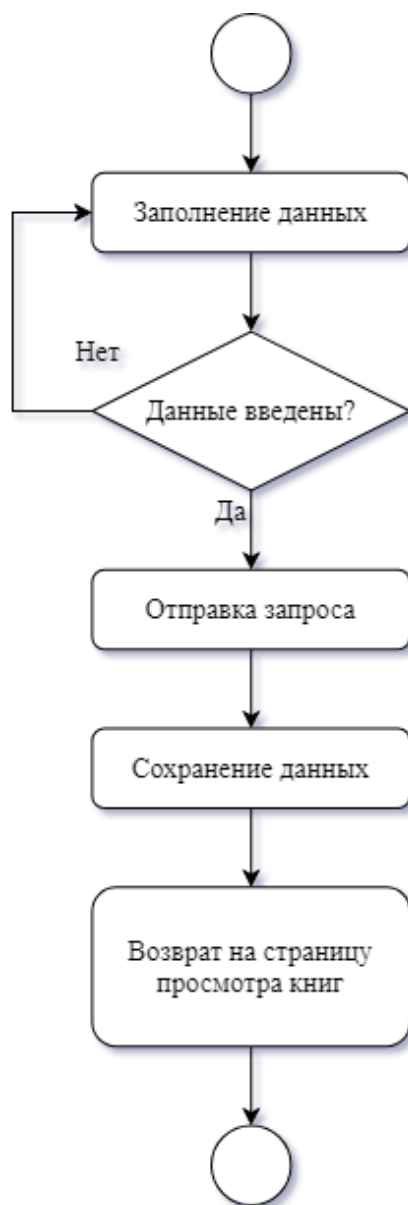 Заполнение данных
Нет
Данные введены?
Да
Отправка запроса
Сохранение данных
Возврат на страницу
просмотра книг